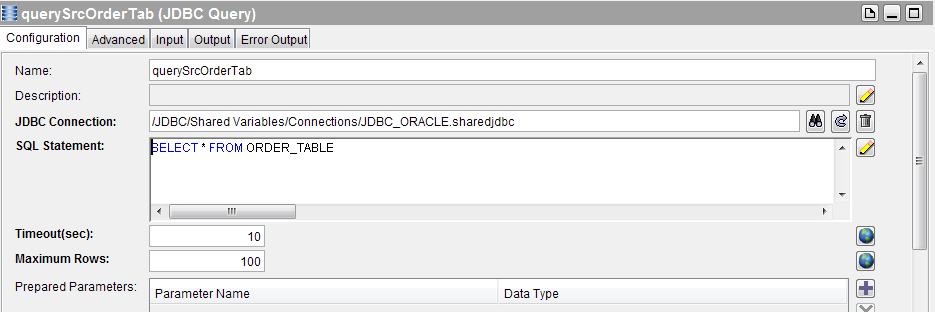 querySrcOrderTab (JDBC Query)
Configuration Advanced Input Output Error Output
Name: querySrcOrderTab
Description:
JDBC Connection: /JDBC/Shared Variables/Connections/JDBC_ORACLE.sharedjdbc
SQL Statement: SELECT * FROM ORDER_TABLE
Timeout(sec): 10
Maximum Rows: 100
Prepared Parameters: Parameter Name Data Type